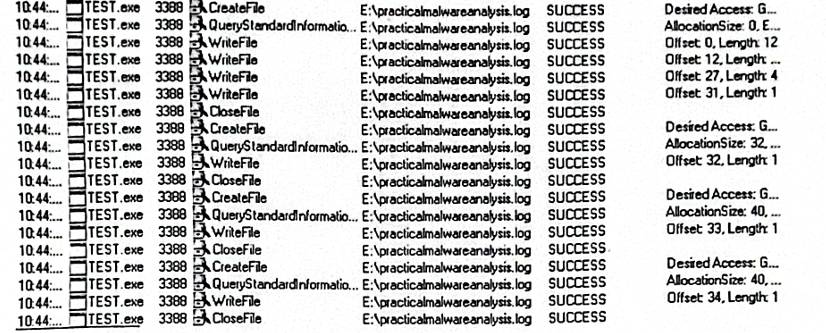 10:44:... TEST.exe 3388 CreateFile E:\practicalmalwareanalysis.log SUCCESS Desired Access: G...
10:44:... TEST.exe 3388 QueryStandardInformatio... E:\practicalmalwareanalysis.log SUCCESS AllocationSize: 0, E...
10:44:... TEST.exe 3388 WriteFile E:\practicalmalwareanalysis.log SUCCESS Offset: 0, Length: 12
10:44:... TEST.exe 3388 WriteFile E:\practicalmalwareanalysis.log SUCCESS Offset: 12, Length: ...
10:44:... TEST.exe 3388 WriteFile E:\practicalmalwareanalysis.log SUCCESS Offset: 27, Length: 4
10:44:... TEST.exe 3388 WriteFile E:\practicalmalwareanalysis.log SUCCESS Offset: 31, Length: 1
10:44:... TEST.exe 3388 CloseFile E:\practicalmalwareanalysis.log SUCCESS
10:44:... TEST.exe 3388 CreateFile E:\practicalmalwareanalysis.log SUCCESS Desired Access: G...
10:44:... TEST.exe 3388 QueryStandardInformatio... E:\practicalmalwareanalysis.log SUCCESS AllocationSize: 32, ...
10:44:... TEST.exe 3388 WriteFile E:\practicalmalwareanalysis.log SUCCESS Offset: 32, Length: 1
10:44:... TEST.exe 3388 CloseFile E:\practicalmalwareanalysis.log SUCCESS
10:44:... TEST.exe 3388 CreateFile E:\practicalmalwareanalysis.log SUCCESS Desired Access: G...
10:44:... TEST.exe 3388 QueryStandardInformatio... E:\practicalmalwareanalysis.log SUCCESS AllocationSize: 40, ...
10:44:... TEST.exe 3388 WriteFile E:\practicalmalwareanalysis.log SUCCESS Offset: 33, Length: 1
10:44:... TEST.exe 3388 CloseFile E:\practicalmalwareanalysis.log SUCCESS
10:44:... TEST.exe 3388 CreateFile E:\practicalmalwareanalysis.log SUCCESS Desired Access: G...
10:44:... TEST.exe 3388 QueryStandardInformatio... E:\practicalmalwareanalysis.log SUCCESS AllocationSize: 40, ...
10:44:... TEST.exe 3388 WriteFile E:\practicalmalwareanalysis.log SUCCESS Offset: 34, Length: 1
10:44:... TEST.exe 3388 CloseFile E:\practicalmalwareanalysis.log SUCCESS